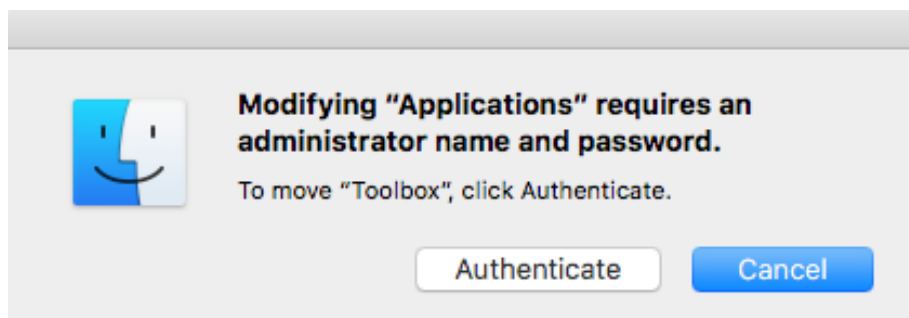 Modifying “Applications” requires an
administrator name and password.
To move “Toolbox”, click Authenticate.
Authenticate
Cancel